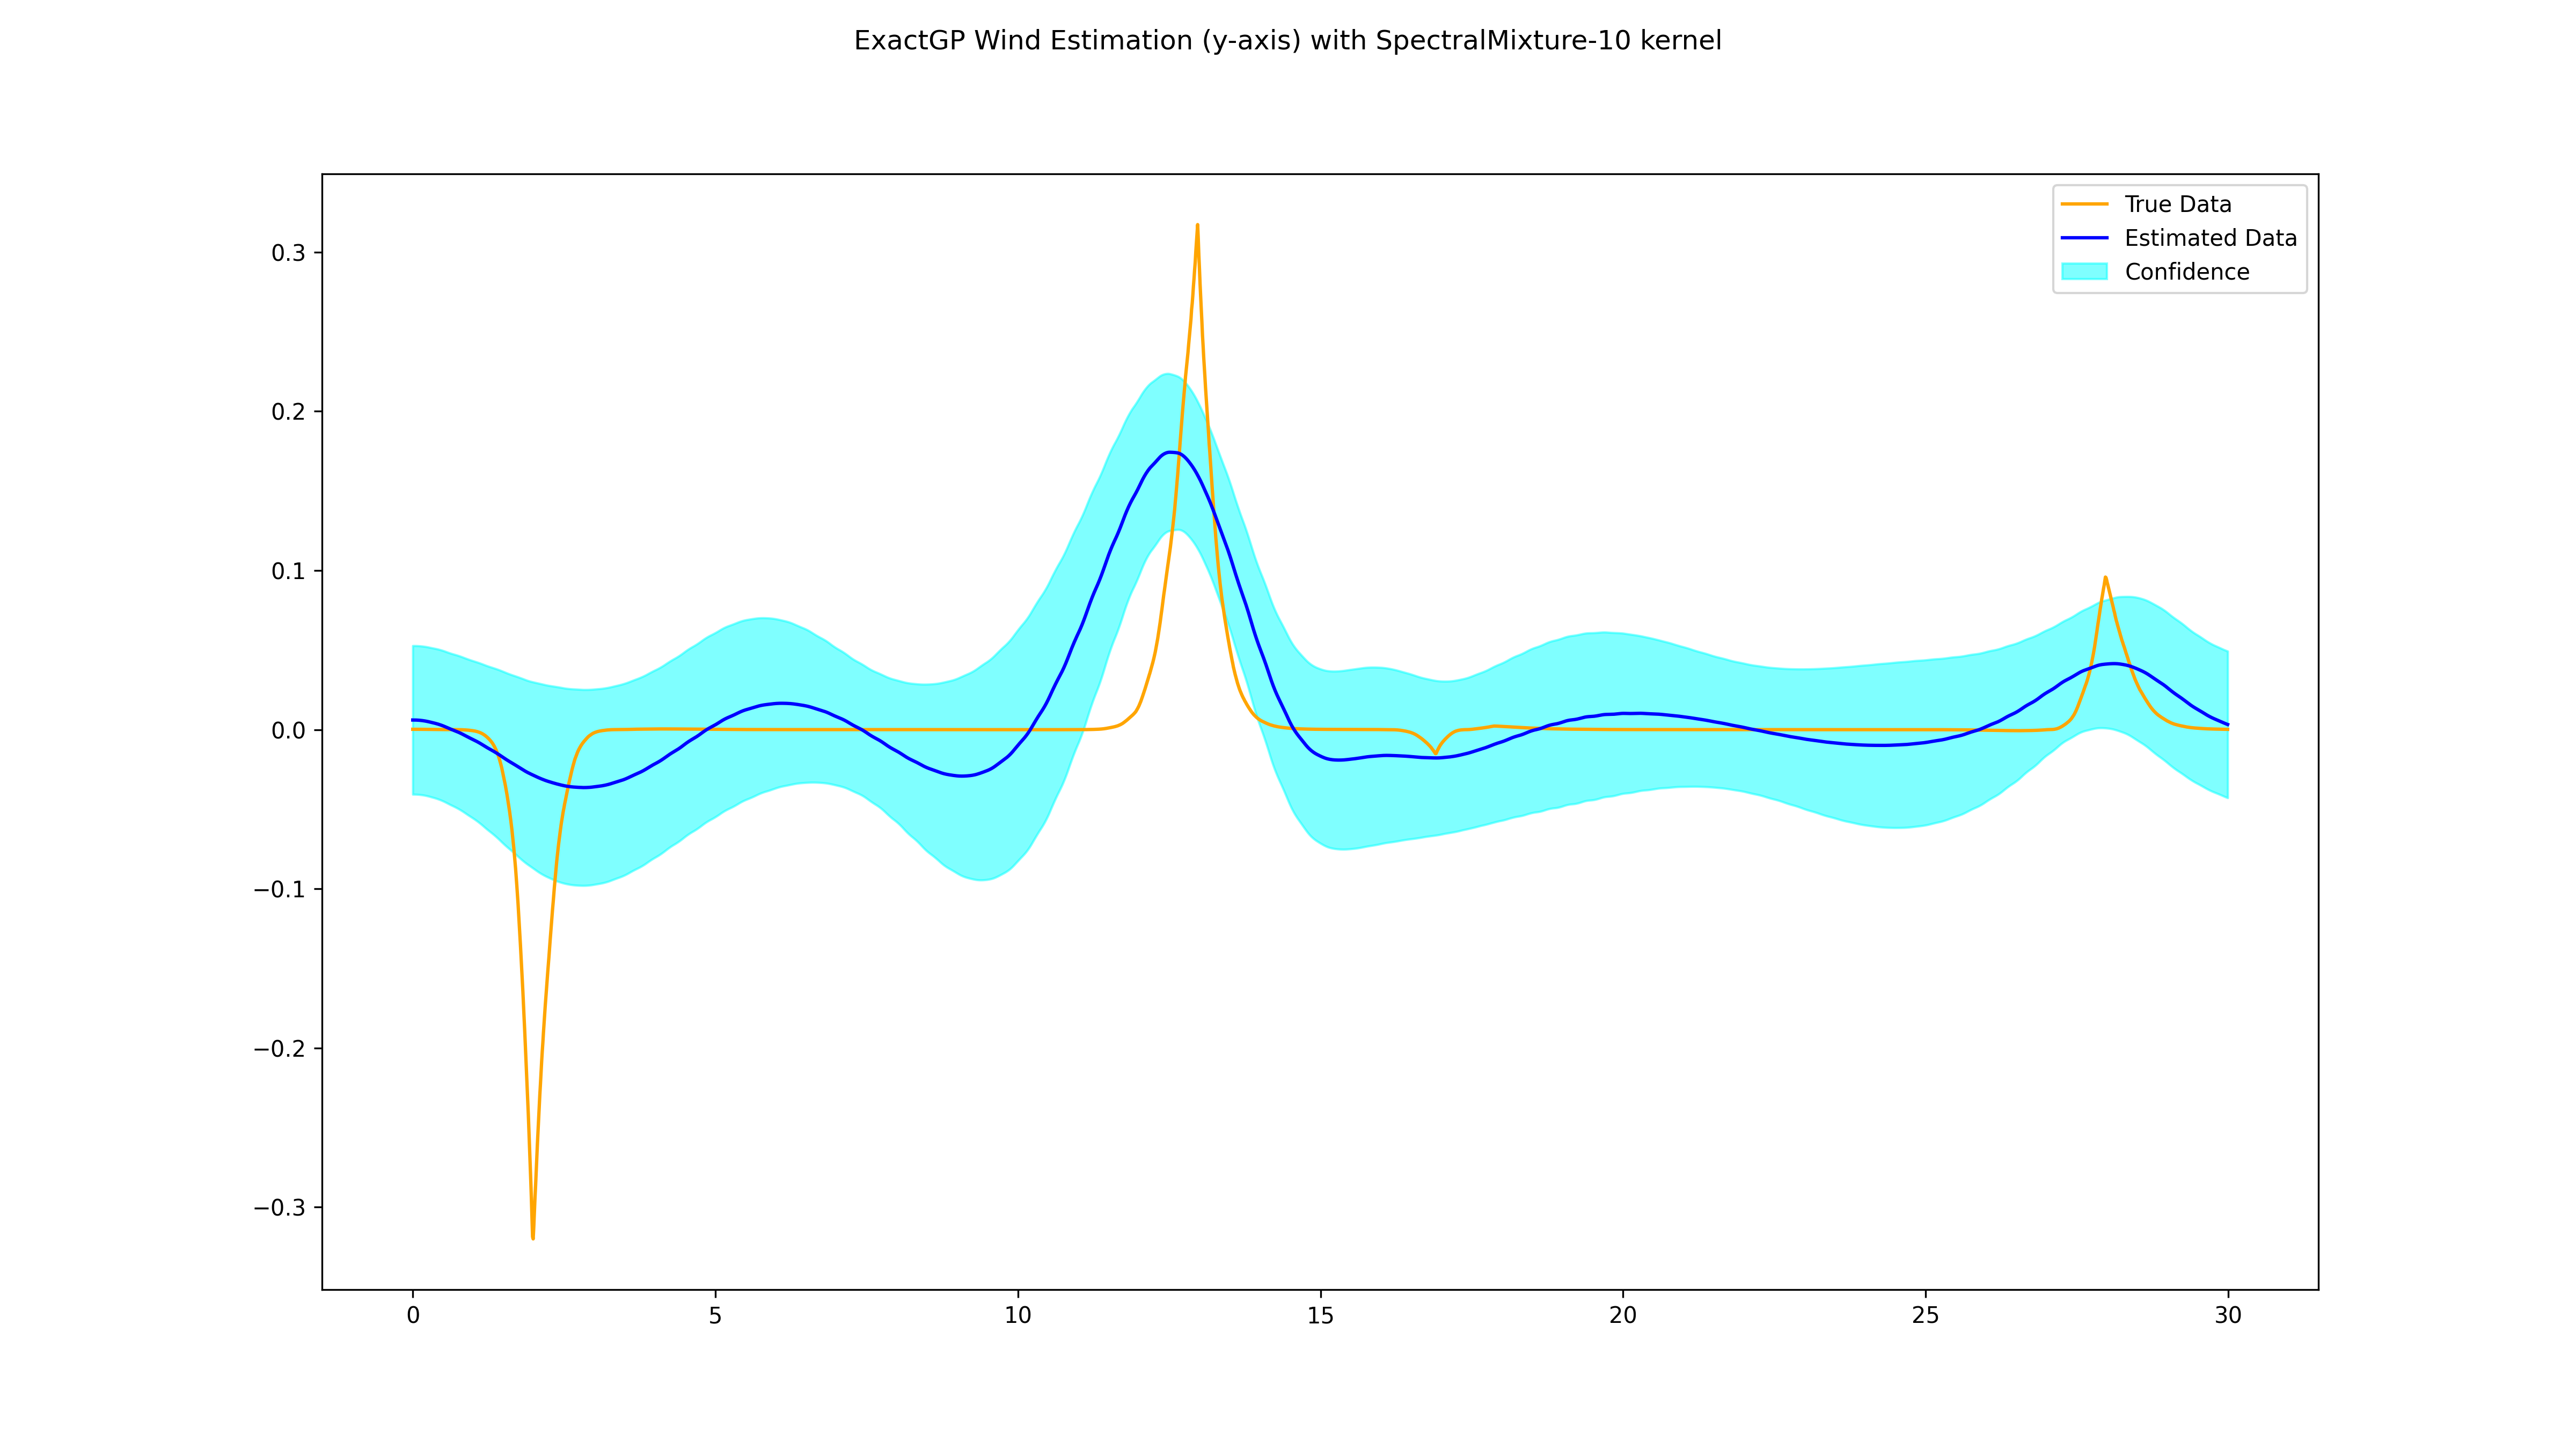 ExactGP Wind Estimation (y-axis) with SpectralMixture-10 kernel
True Data
Estimated Data
Confidence
0.3
0.2
0.1
0.0
−0.1
−0.2
−0.3
0 5 10 15 20 25 30